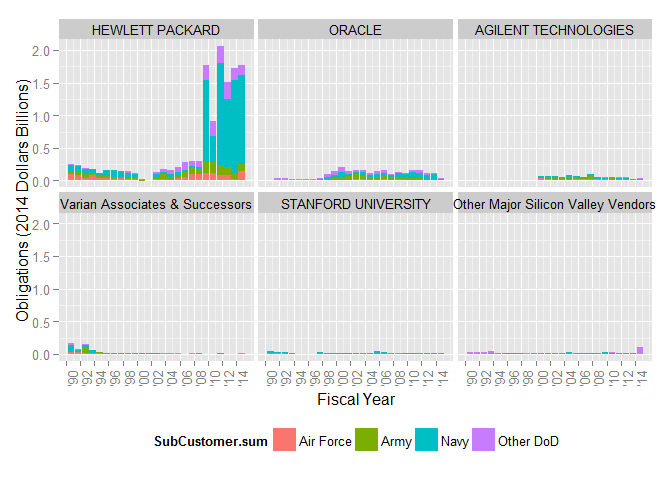 HEWLETT PACKARD ORACLE AGILENT TECHNOLOGIES
2.0
1.5
1.0
0.5
0.0
Varian Associates & Successors STANFORD UNIVERSITY Other Major Silicon Valley Vendors
2.0
1.5
1.0
0.5
0.0
Obligations (2014 Dollars Billions)
'90 '92 '94 '96 '98 '00 '02 '04 '06 '08 '10 '12 '14 '90 '92 '94 '96 '98 '00 '02 '04 '06 '08 '10 '12 '14 '90 '92 '94 '96 '98 '00 '02 '04 '06 '08 '10 '12 '14
Fiscal Year
SubCustomer.sum Air Force Army Navy Other DoD